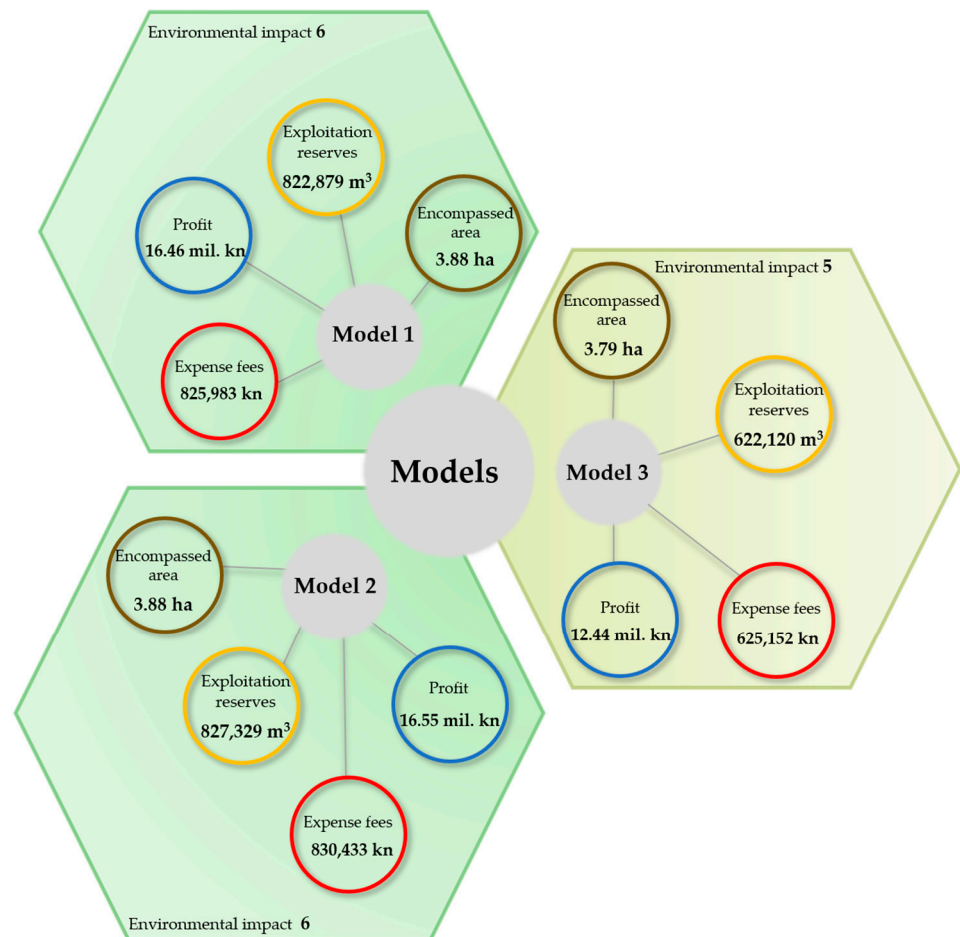 Environmental impact 6
Exploitation
reserves
822,879 m³
Profit
16.46 mil. kn
Encompassed
area
3.88 ha
Model 1
Expense fees
825,983 kn
Models
Environmental impact 5
Encompassed
area
3.79 ha
Exploitation
reserves
622,120 m³
Model 3
Profit
12.44 mil. kn
Expense fees
625,152 kn
Encompassed
area
3.88 ha
Model 2
Exploitation
reserves
827,329 m³
Profit
16.55 mil. kn
Expense fees
830,433 kn
Environmental impact 6